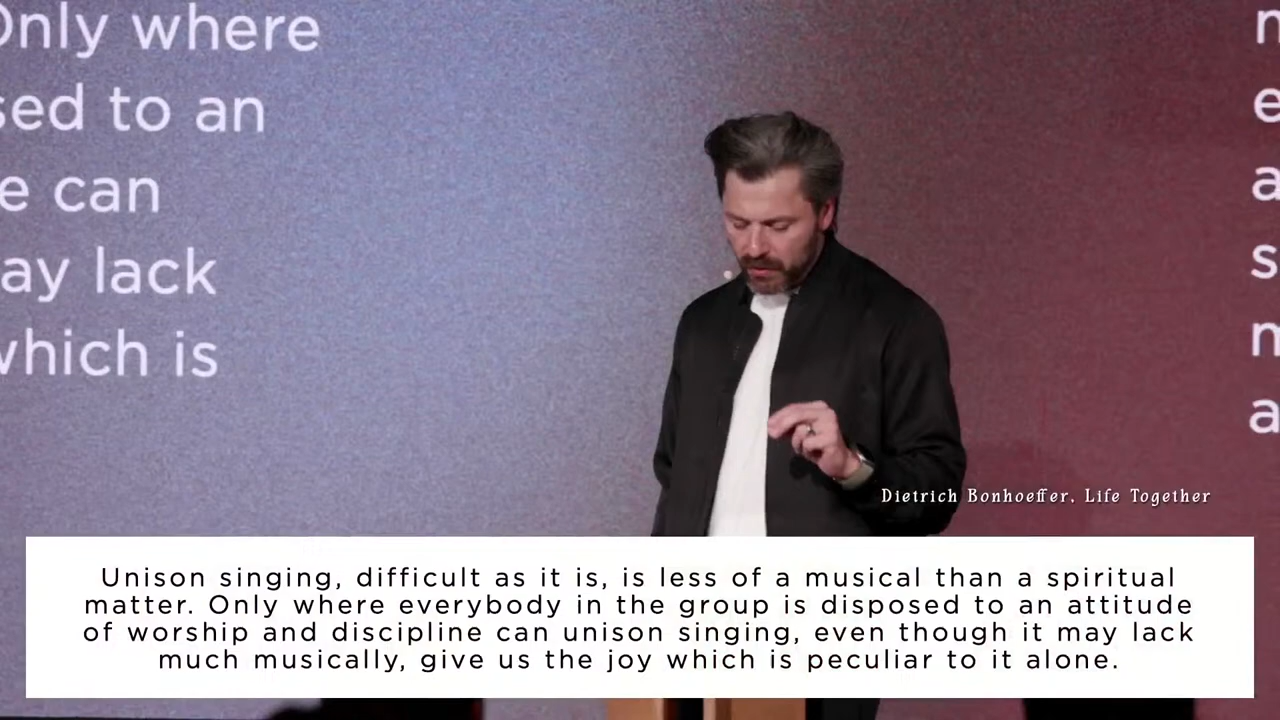 Only where
sed to an
e can
ay lack
which is
n
e
a
s
n
a
Dietrich Bonhoeffer, Life Together
Unison singing, difficult as it is, is less of a musical than a spiritual
matter. Only where everybody in the group is disposed to an attitude
of worship and discipline can unison singing, even though it may lack
much musically, give us the joy which is peculiar to it alone.